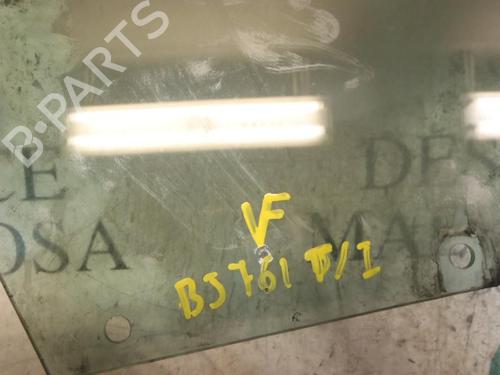 B-PARTS
CE DES
OSA MA
VF
BJ761 T/I